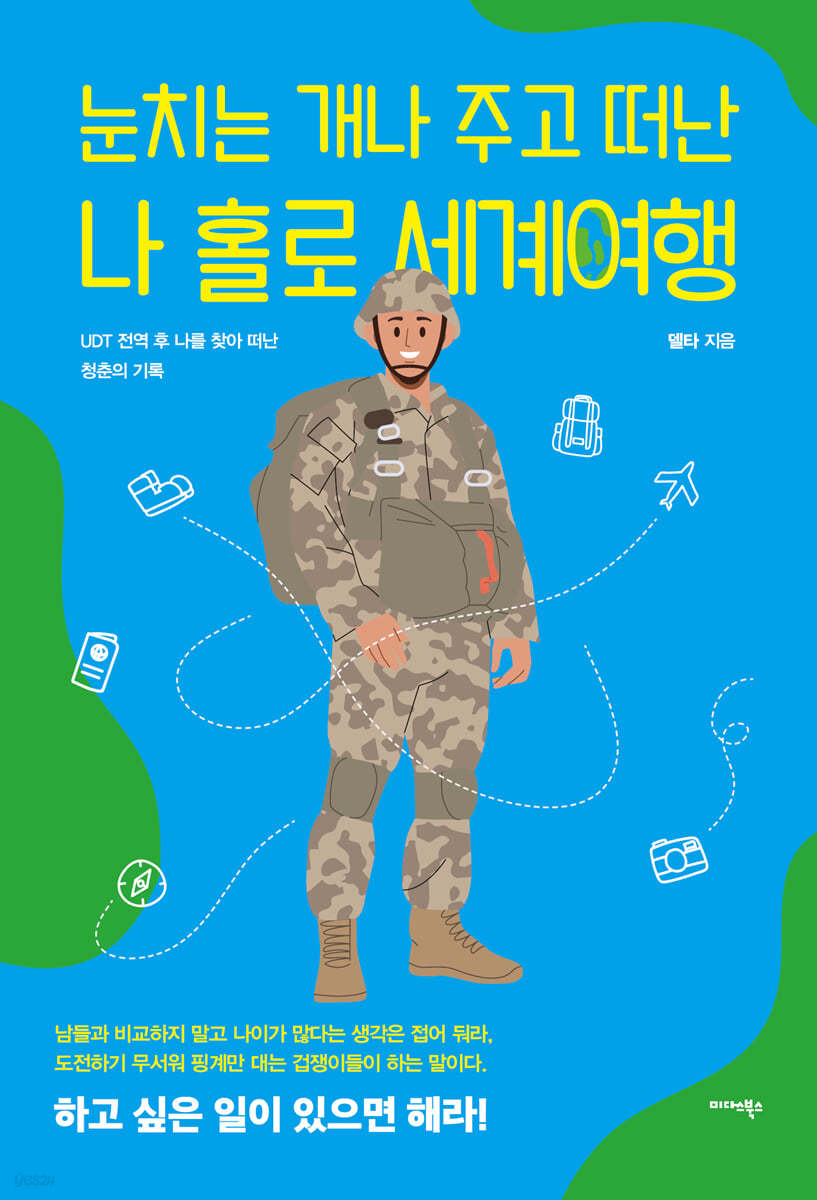 눈치는 개나 주고 떠난
나 홀로 세계여행
UDT 전역 후 나를 찾아 떠난
청춘의 기록
델타 지음
남들과 비교하지 말고 나이가 많다는 생각은 접어 둬라,
도전하기 무서워 핑계만 대는 겁쟁이들이 하는 말이다.
하고 싶은 일이 있으면 해라!
미다스북스
yes24